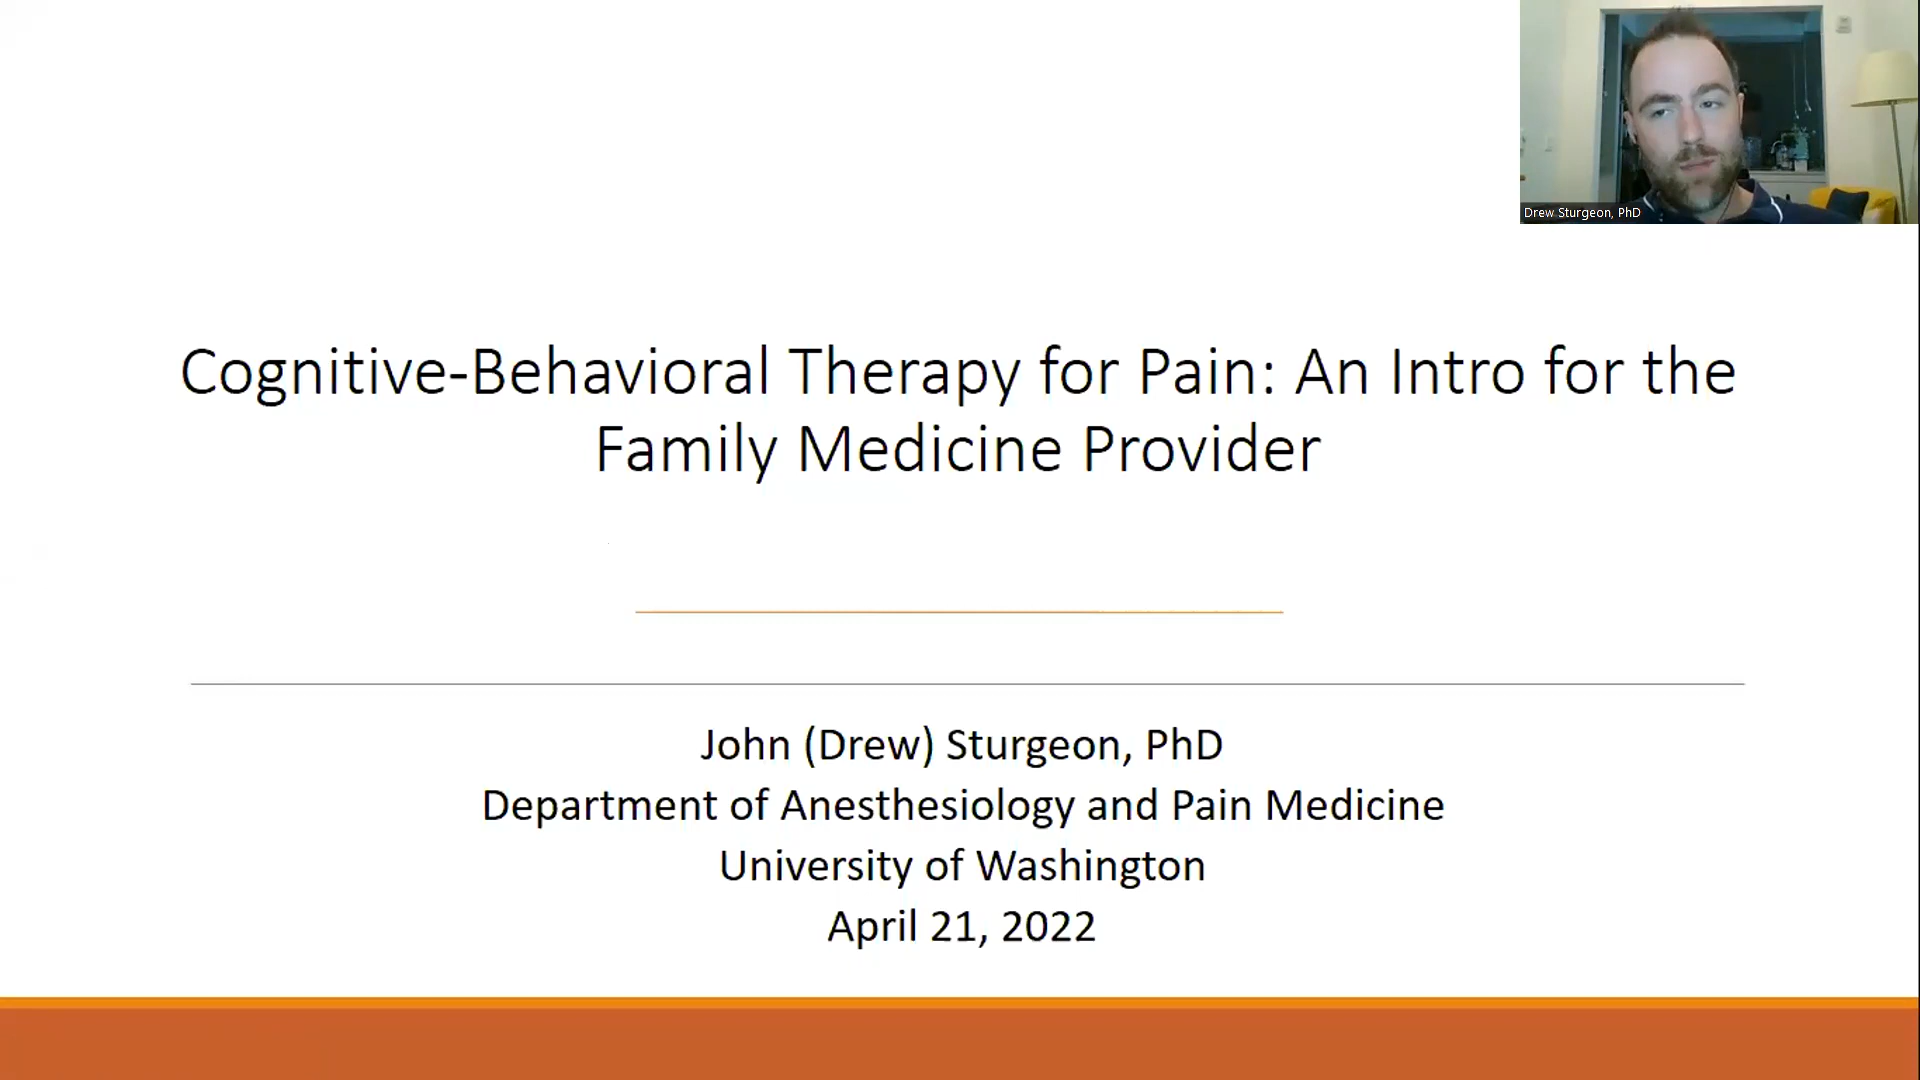 Drew Sturgeon, PhD
Cognitive-Behavioral Therapy for Pain: An Intro for the
Family Medicine Provider
John (Drew) Sturgeon, PhD
Department of Anesthesiology and Pain Medicine
University of Washington
April 21, 2022